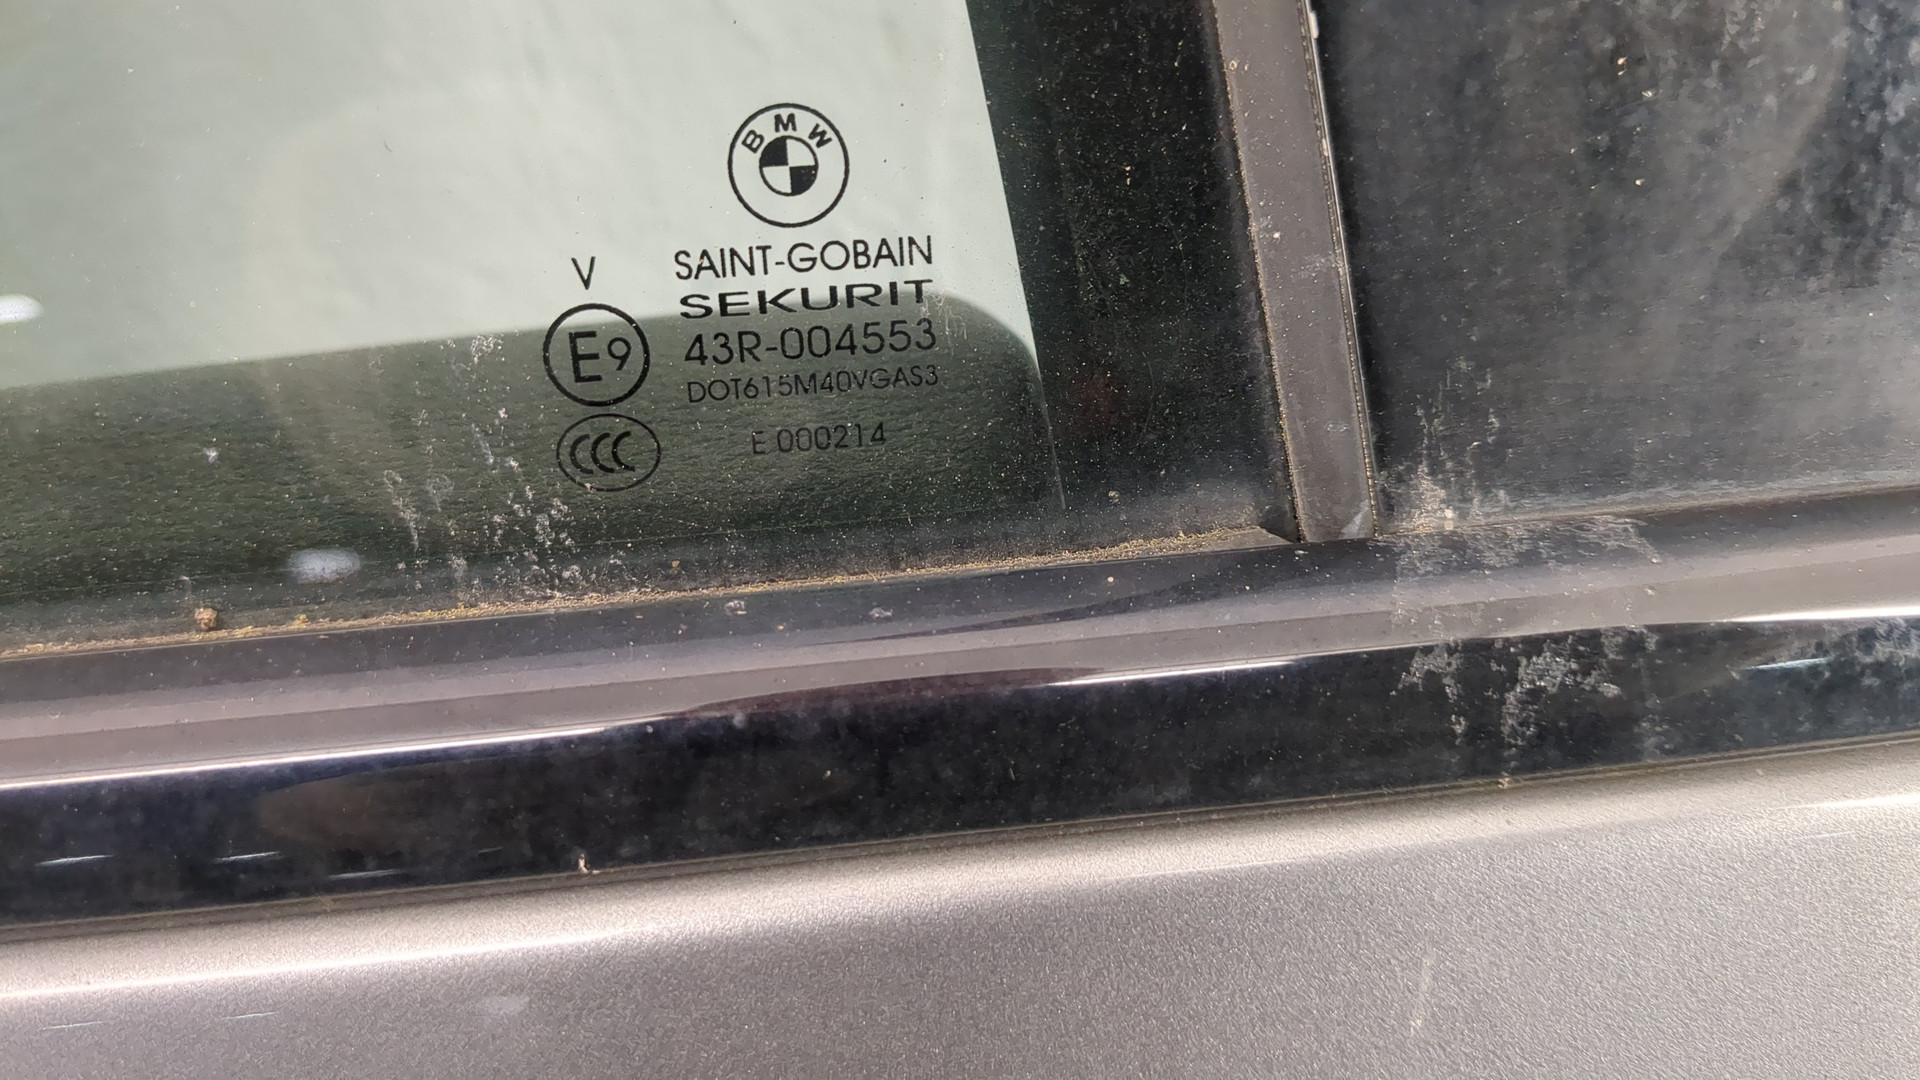 BMW
V
SAINT-GOBAIN
SEKURIT
E9
43R-004553
DOT615M40VGAS3
CCC
E 000214